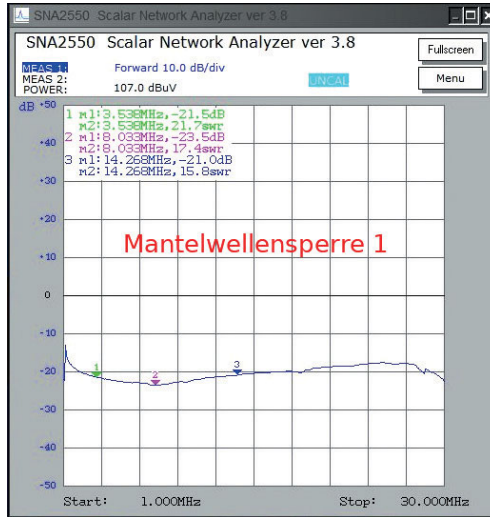 SNA2550 Scalar Network Analyzer ver 3.8
SNA2550 Scalar Network Analyzer ver 3.8
Fullscreen
MEAS 1: Forward 10.0 dB/div
MEAS 2:
UNCAL
Menu
POWER: 107.0 dBuV
dB +50
1 m1:3.538MHz,-21.5dB
m2:3.538MHz,21.7swr
2 m1:8.033MHz,-23.5dB
m2:8.033MHz,17.4swr
3 m1:14.268MHz,-21.0dB
m2:14.268MHz,15.8swr
+40
+30
+20
Mantelwellensperre 1
+10
0
-10
1
2
3
-20
-30
-40
-50
Start: 1.000MHz Stop: 30.000MHz